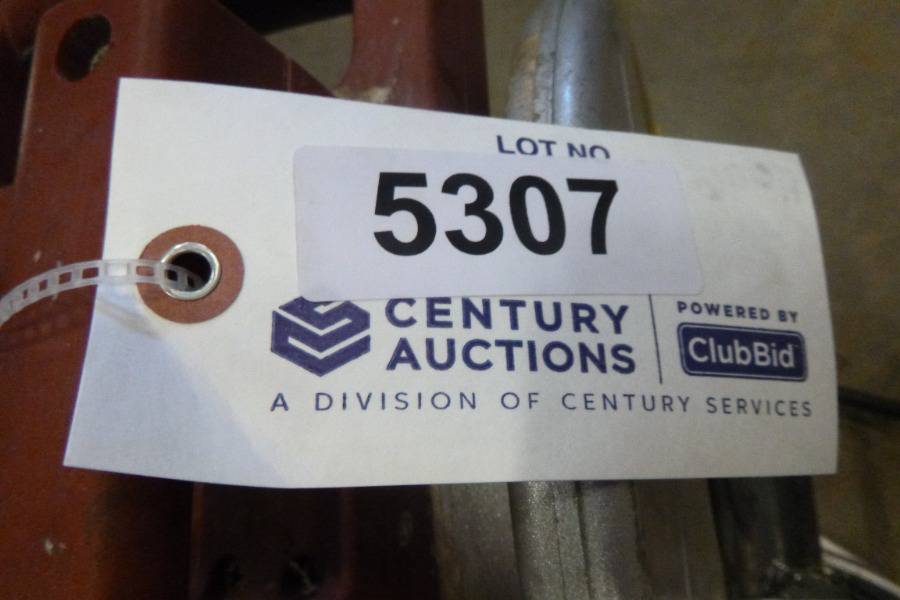 LOT NO
5307
CENTURY
AUCTIONS
POWERED BY
ClubBid
A DIVISION OF CENTURY SERVICES